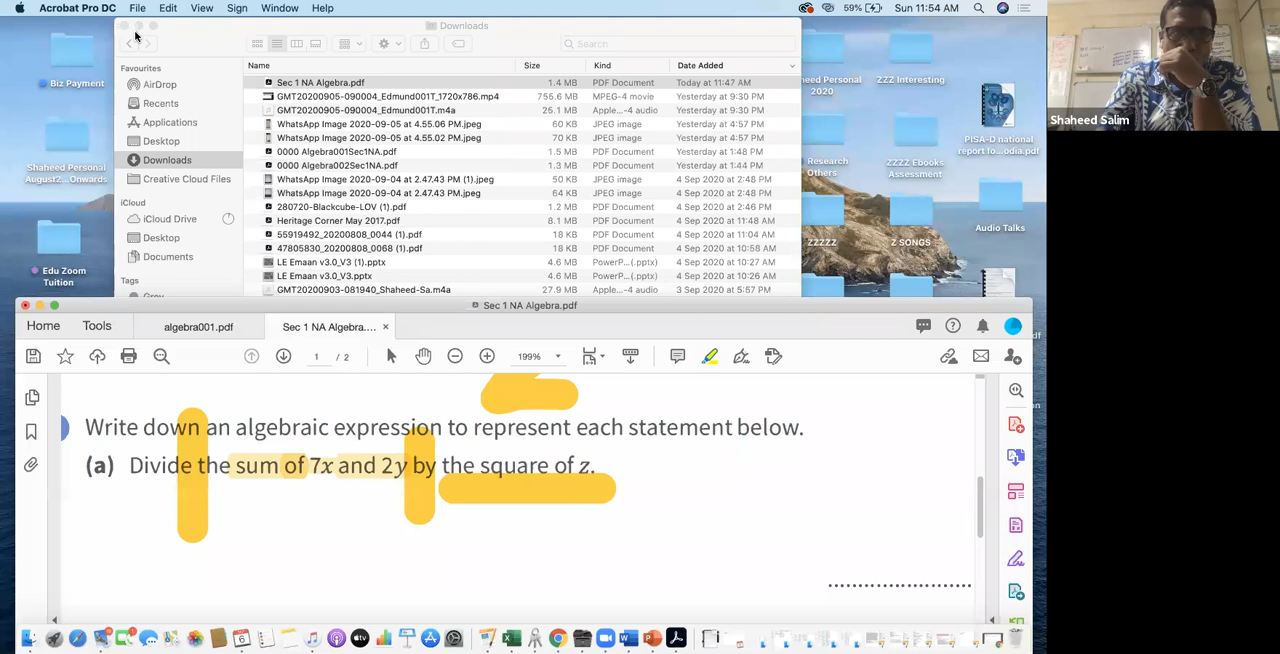 Acrobat Pro DC File Edit View Sign Window Help 59% Sun 11:54 AM
Downloads
Search
Favourites
AirDrop
Recents
Applications
Desktop
Downloads
Creative Cloud Files
iCloud
iCloud Drive
Desktop
Documents
Tags
Name Size Kind Date Added
Sec 1 NA Algebra.pdf 1.4 MB PDF Document Today at 11:47 AM
GMT20200905-090004_Edmund001T_1720x786.mp4 755.6 MB MPEG-4 movie Yesterday at 9:30 PM
GMT20200905-090004_Edmund001T.m4a 25.1 MB Apple...-4 audio Yesterday at 9:30 PM
WhatsApp Image 2020-09-05 at 4.55.06 PM.jpeg 60 KB JPEG image Yesterday at 4:57 PM
WhatsApp Image 2020-09-05 at 4.55.02 PM.jpeg 70 KB JPEG image Yesterday at 4:57 PM
0000 Algebra001Sec1NA.pdf 1.5 MB PDF Document Yesterday at 1:48 PM
1.3 MB PDF Document Yesterday at 1:44 PM
WhatsApp Image 2020-09-04 at 2.47.43 PM (1).jpeg 50 KB JPEG image 4 Sep 2020 at 2:48 PM
WhatsApp Image 2020-09-04 at 2.47.43 PM.jpeg 64 KB JPEG image 4 Sep 2020 at 2:48 PM
280720-Blackcube-LOV (1).pdf 1.2 MB PDF Document 4 Sep 2020 at 2:46 PM
Heritage Corner May 2017.pdf 8.1 MB PDF Document 4 Sep 2020 at 11:48 AM
55919492_20200808_0044 (1).pdf 18 KB PDF Document 4 Sep 2020 at 11:04 AM
47805830_20200808_0068 (1).pdf 18 KB PDF Document 4 Sep 2020 at 10:58 AM
LE Emaan v3.0_V3 (1).pptx 4.6 MB PowerP...(.pptx) 4 Sep 2020 at 10:27 AM
LE Emaan v3.0_V3.pptx 4.6 MB PowerP...(.pptx) 4 Sep 2020 at 10:26 AM
GMT20200903-081940_Shaheed-Sa.m4a 27.9 MB Apple...-4 audio 3 Sep 2020 at 5:57 PM
Biz Payment
Shaheed Personal
August2...Onwards
Edu Zoom
Tuition
Personal
2020
ZZZ Interesting
Research
Others
ZZZZ Ebooks
Assessment
PISA-D national
report fo...odia.pdf
ZZZZZ
Z SONGS
Audio Talks
Shaheed Salim
Sec 1 NA Algebra.pdf
Home Tools algebra001.pdf Sec 1 NA Algebra.... ×
1 / 2 199%
Write down an algebraic expression to represent each statement below.
(a) Divide the sum of 7x and 2y by the square of z.